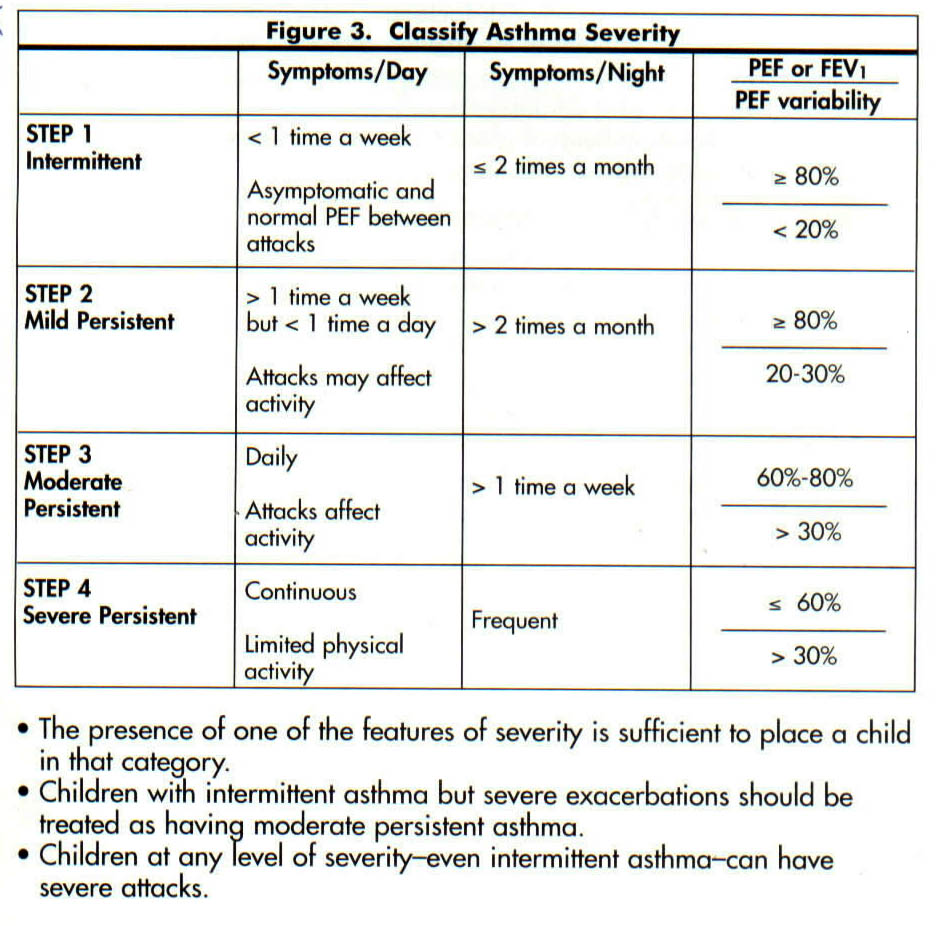 Figure 3. Classify Asthma Severity
Symptoms/Day
Symptoms/Night
PEF or FEV1
PEF variability
STEP 1
Intermittent
< 1 time a week
Asymptomatic and
normal PEF between
attacks
≤ 2 times a month
≥ 80%
< 20%
STEP 2
Mild Persistent
> 1 time a week
but < 1 time a day
Attacks may affect
activity
> 2 times a month
≥ 80%
20-30%
STEP 3
Moderate
Persistent
Daily
Attacks affect
activity
> 1 time a week
60%-80%
> 30%
STEP 4
Severe Persistent
Continuous
Limited physical
activity
Frequent
≤ 60%
> 30%
• The presence of one of the features of severity is sufficient to place a child
in that category.
• Children with intermittent asthma but severe exacerbations should be
treated as having moderate persistent asthma.
• Children at any level of severity–even intermittent asthma–can have
severe attacks.